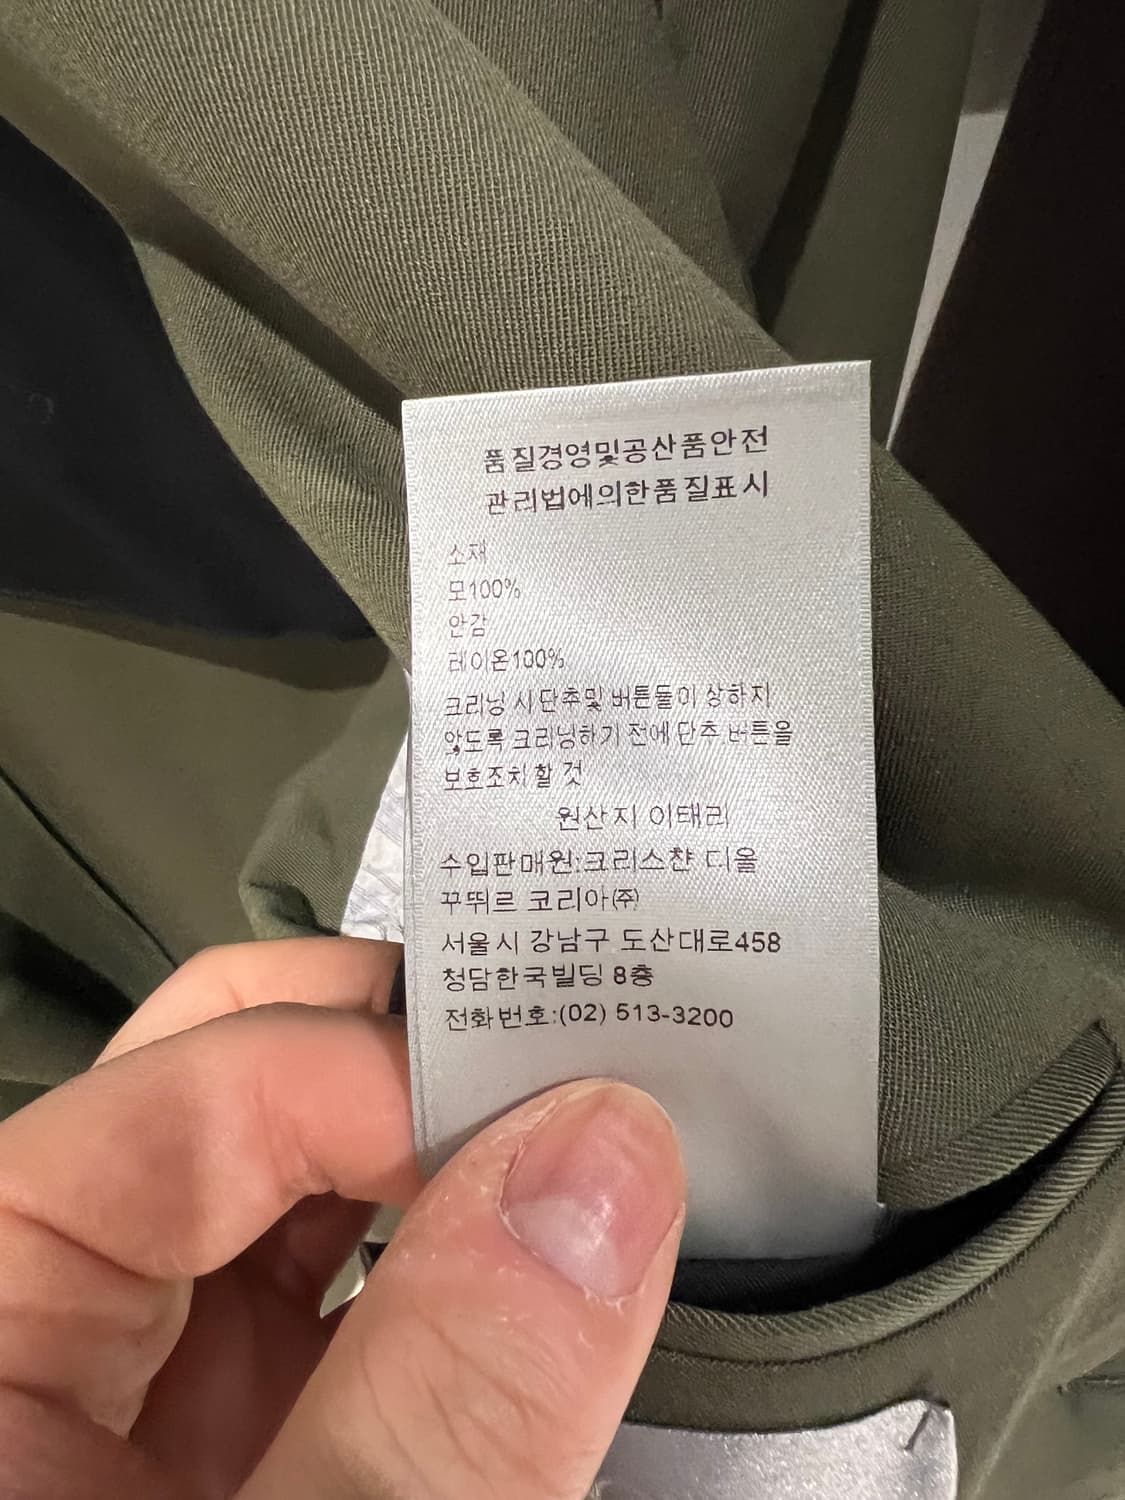 품질경영및공산품안전
관리법에의한품질표시
소재
모100%
안감
레이온100%
크리닝 시 단추및 버튼들이 상하지
않도록 크리닝하기 전에 단추.버튼을
보호조치 할 것
원산지 이태리
수입판매원:크리스챤 디올
꾸뛰르 코리아㈜
서울시 강남구 도산대로458
청담한국빌딩 8층
전화번호:(02) 513-3200